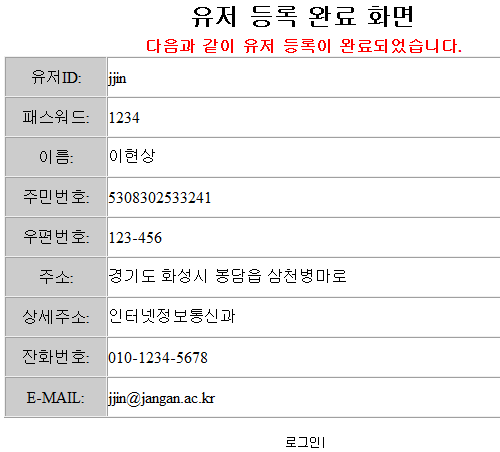 유저 등록 완료 화면
다음과 같이 유저 등록이 완료되었습니다.
유저ID: jjin
패스워드: 1234
이름: 이현상
주민번호: 5308302533241
우편번호: 123-456
주소: 경기도 화성시 봉담읍 삼천병마로
상세주소: 인터넷정보통신과
잔화번호: 010-1234-5678
E-MAIL: jjin@jangan.ac.kr
로그인|